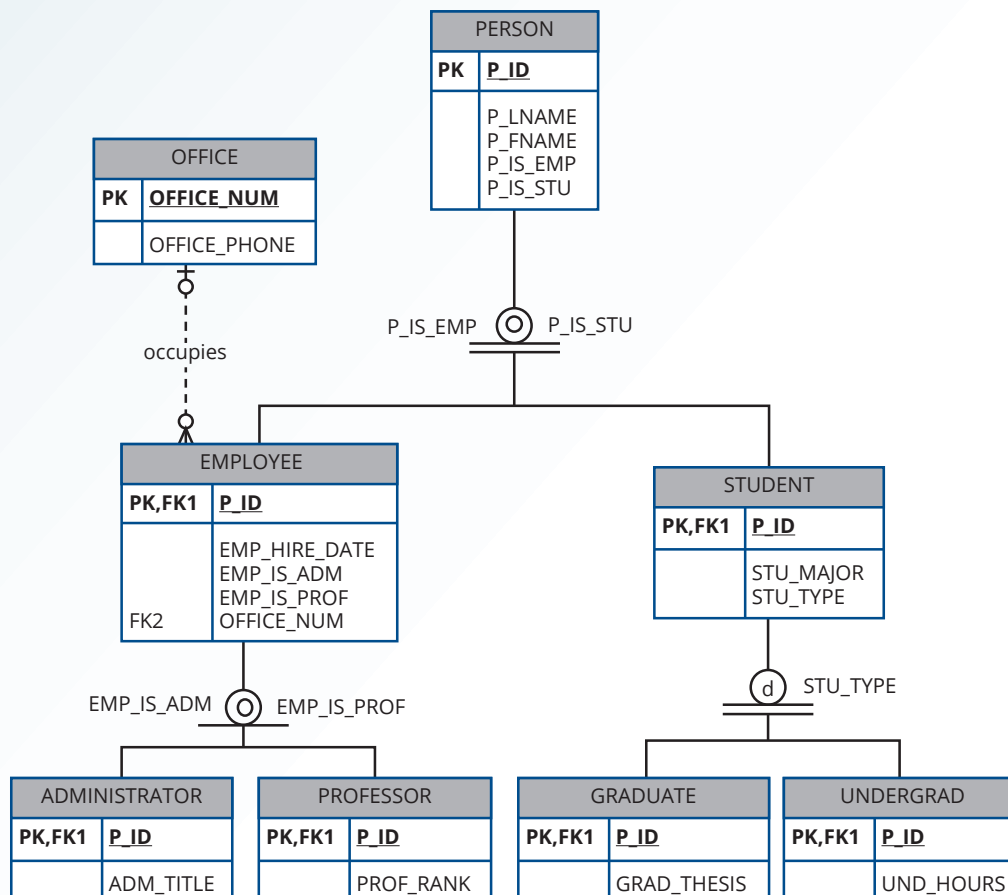 PERSON
PK P_ID
P_LNAME
P_FNAME
P_IS_EMP
P_IS_STU
OFFICE
PK OFFICE_NUM
OFFICE_PHONE
P_IS_EMP O P_IS_STU
occupies
EMPLOYEE
PK,FK1 P_ID
EMP_HIRE_DATE
EMP_IS_ADM
EMP_IS_PROF
FK2 OFFICE_NUM
STUDENT
PK,FK1 P_ID
STU_MAJOR
STU_TYPE
EMP_IS_ADM O EMP_IS_PROF
d STU_TYPE
ADMINISTRATOR
PK,FK1 P_ID
ADM_TITLE
PROFESSOR
PK,FK1 P_ID
PROF_RANK
GRADUATE
PK,FK1 P_ID
GRAD_THESIS
UNDERGRAD
PK,FK1 P_ID
UND_HOURS